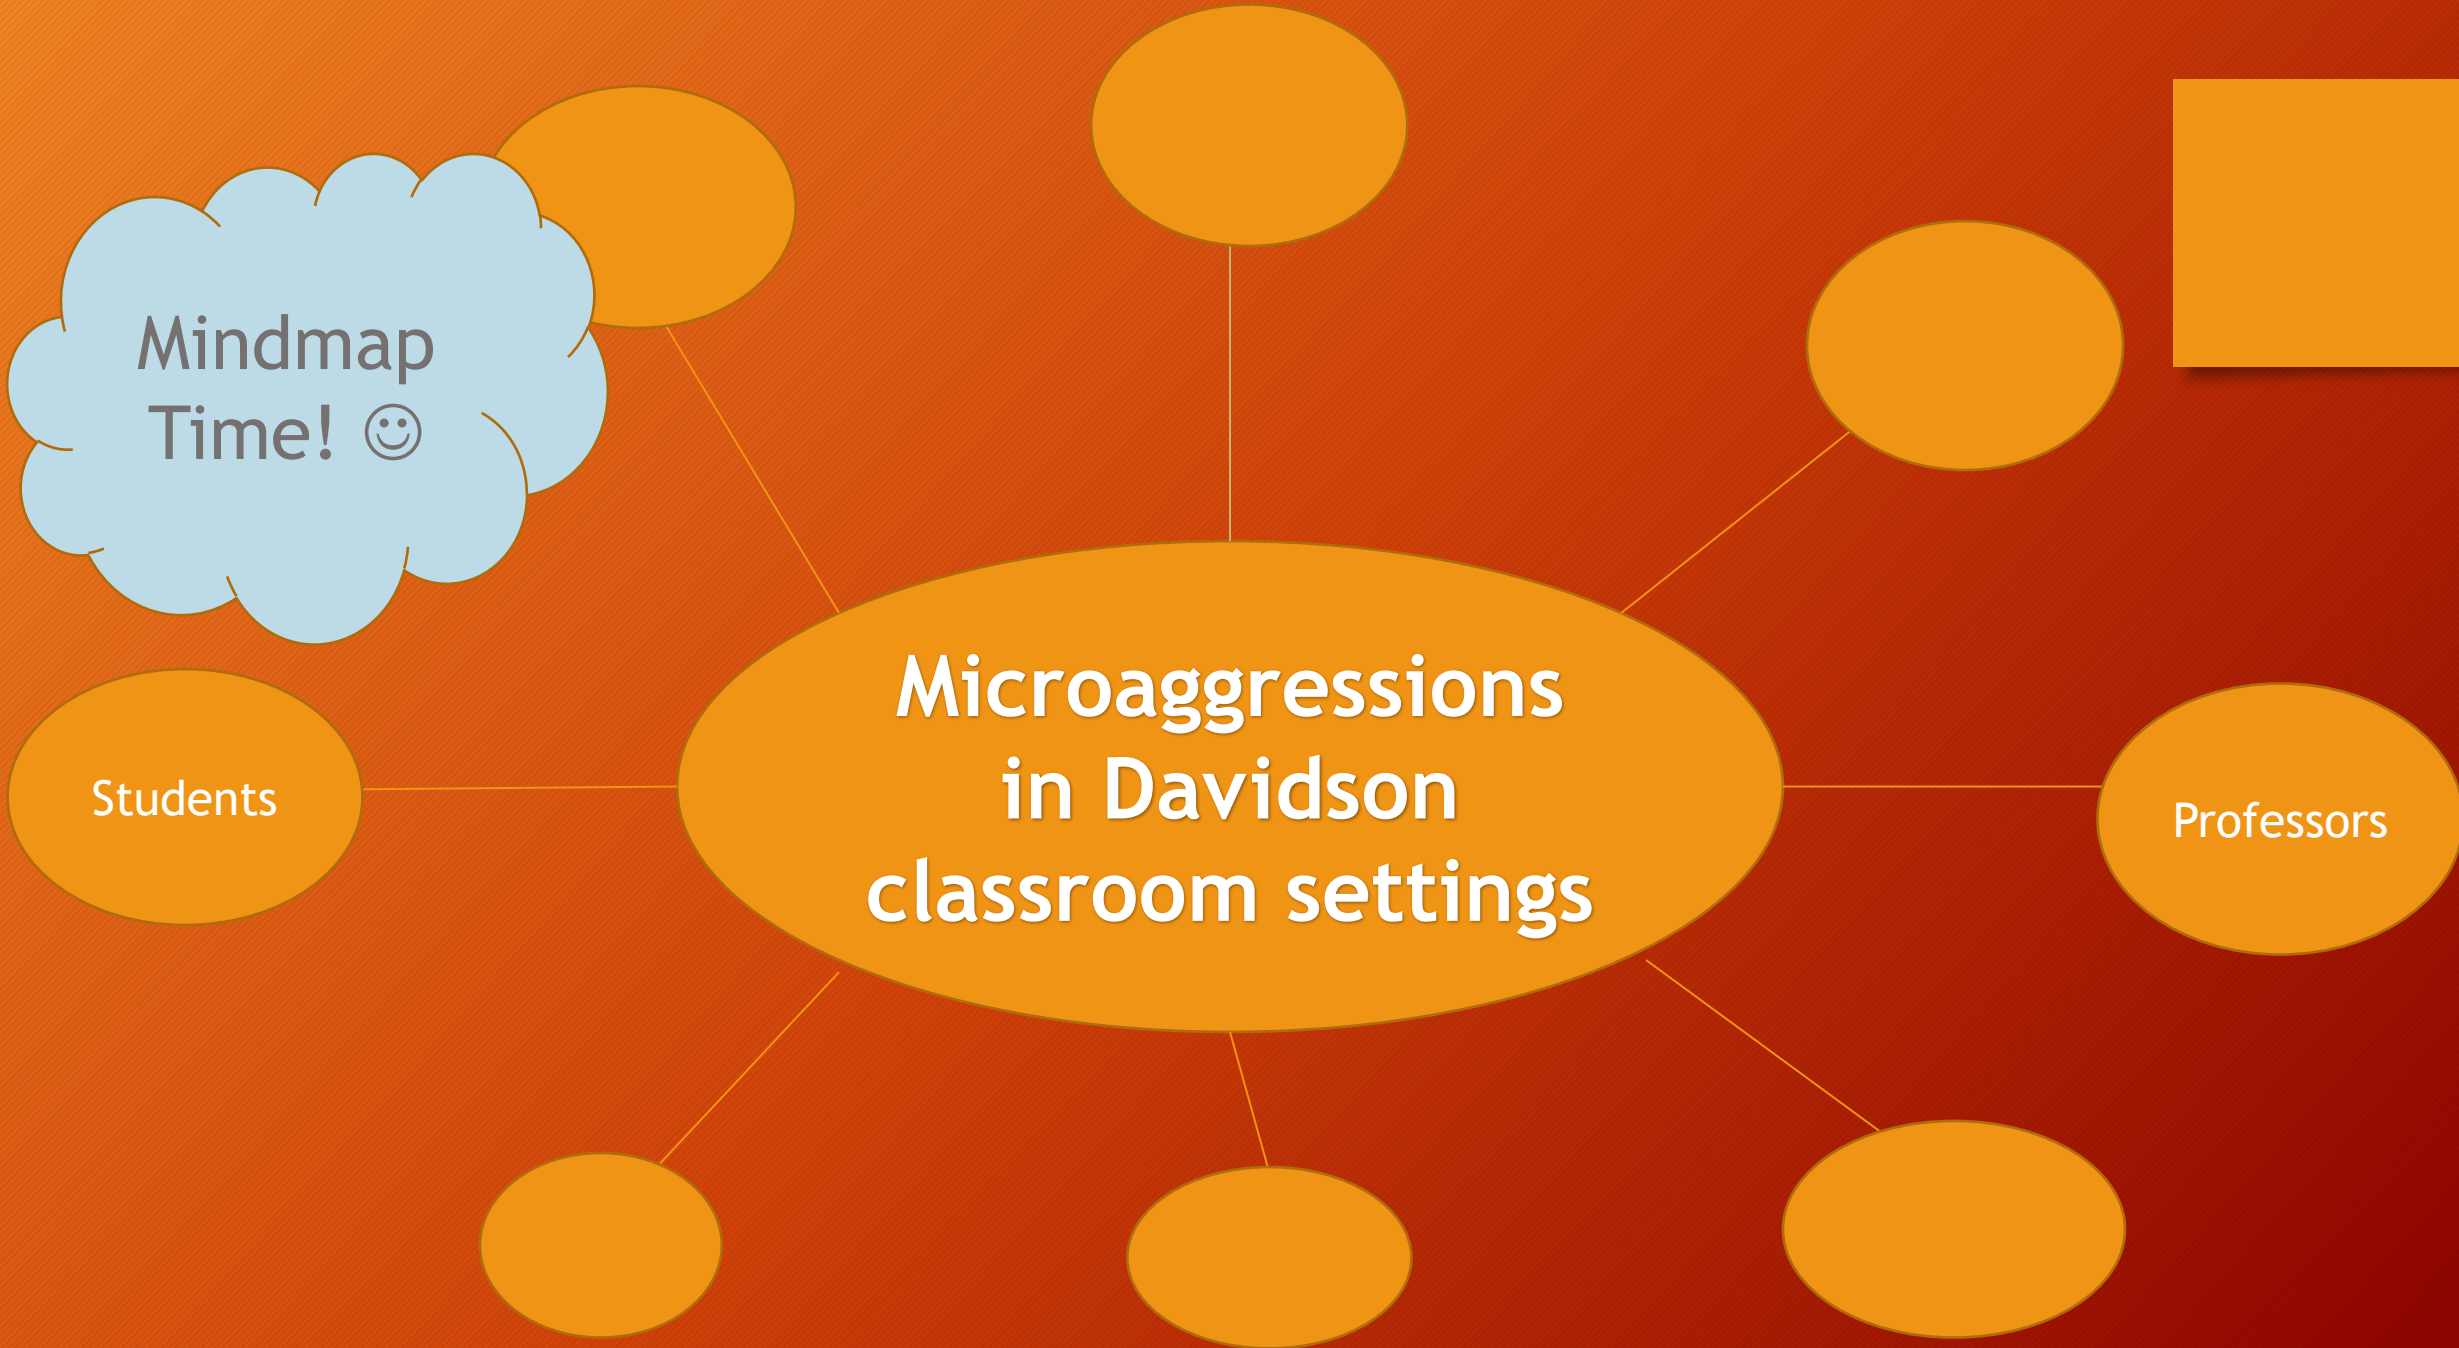 Mindmap
Time! ☺
Microaggressions
in Davidson
classroom settings
Students
Professors